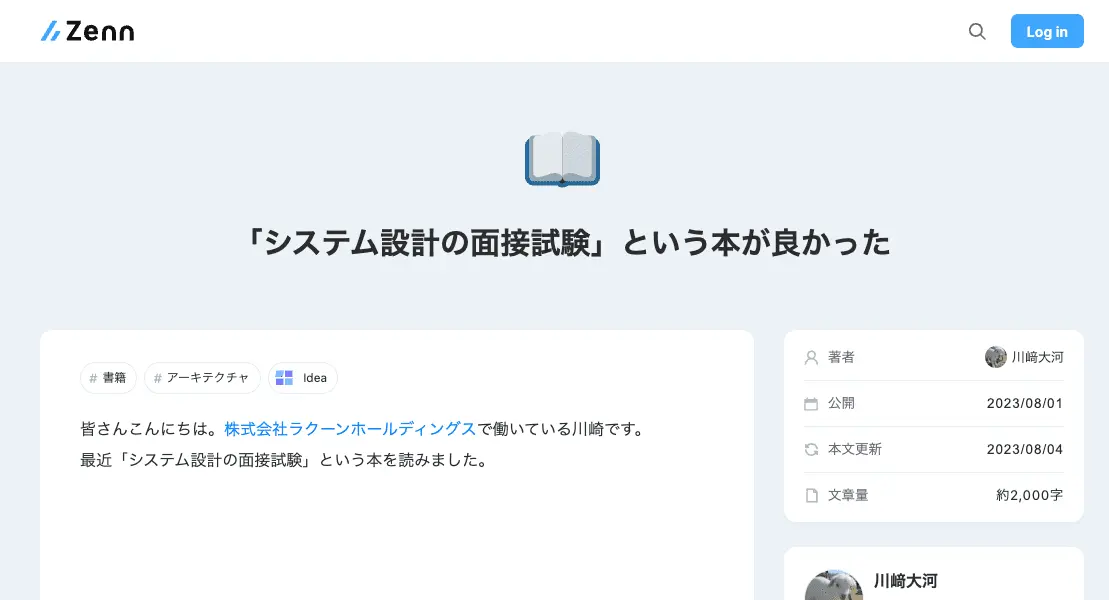 Zenn
Log in
「システム設計の面接試験」という本が良かった
# 書籍
# アーキテクチャ
Idea
皆さんこんにちは。株式会社ラクーンホールディングスで働いている川崎です。
最近「システム設計の面接試験」という本を読みました。
著者 川﨑大河
公開 2023/08/01
本文更新 2023/08/04
文章量 約2,000字
川﨑大河